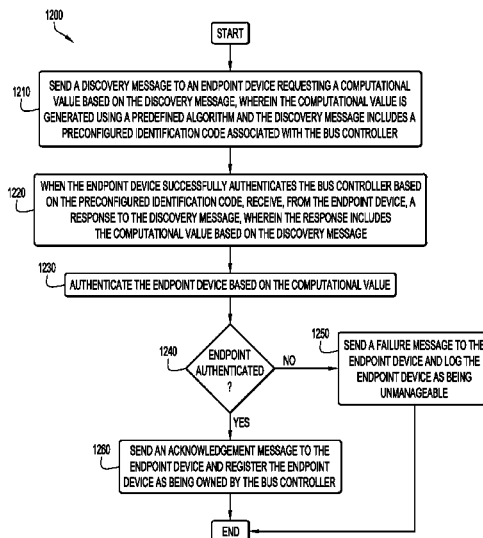 1200
START
1210
SEND A DISCOVERY MESSAGE TO AN ENDPOINT DEVICE REQUESTING A COMPUTATIONAL
VALUE BASED ON THE DISCOVERY MESSAGE, WHEREIN THE COMPUTATIONAL VALUE IS
GENERATED USING A PREDEFINED ALGORITHM AND THE DISCOVERY MESSAGE INCLUDES A
PRECONFIGURED IDENTIFICATION CODE ASSOCIATED WITH THE BUS CONTROLLER
1220
WHEN THE ENDPOINT DEVICE SUCCESSFULLY AUTHENTICATES THE BUS CONTROLLER BASED
ON THE PRECONFIGURED IDENTIFICATION CODE, RECEIVE, FROM THE ENDPOINT DEVICE, A
RESPONSE TO THE DISCOVERY MESSAGE, WHEREIN THE RESPONSE INCLUDES
THE COMPUTATIONAL VALUE BASED ON THE DISCOVERY MESSAGE
1230
AUTHENTICATE THE ENDPOINT DEVICE BASED ON THE COMPUTATIONAL VALUE
1240
ENDPOINT
AUTHENTICATED
?
NO
1250
SEND A FAILURE MESSAGE TO THE
ENDPOINT DEVICE AND LOG THE
ENDPOINT DEVICE AS BEING
UNMANAGEABLE
YES
1260
SEND AN ACKNOWLEDGEMENT MESSAGE TO THE
ENDPOINT DEVICE AND REGISTER THE ENDPOINT
DEVICE AS BEING OWNED BY THE BUS CONTROLLER
END